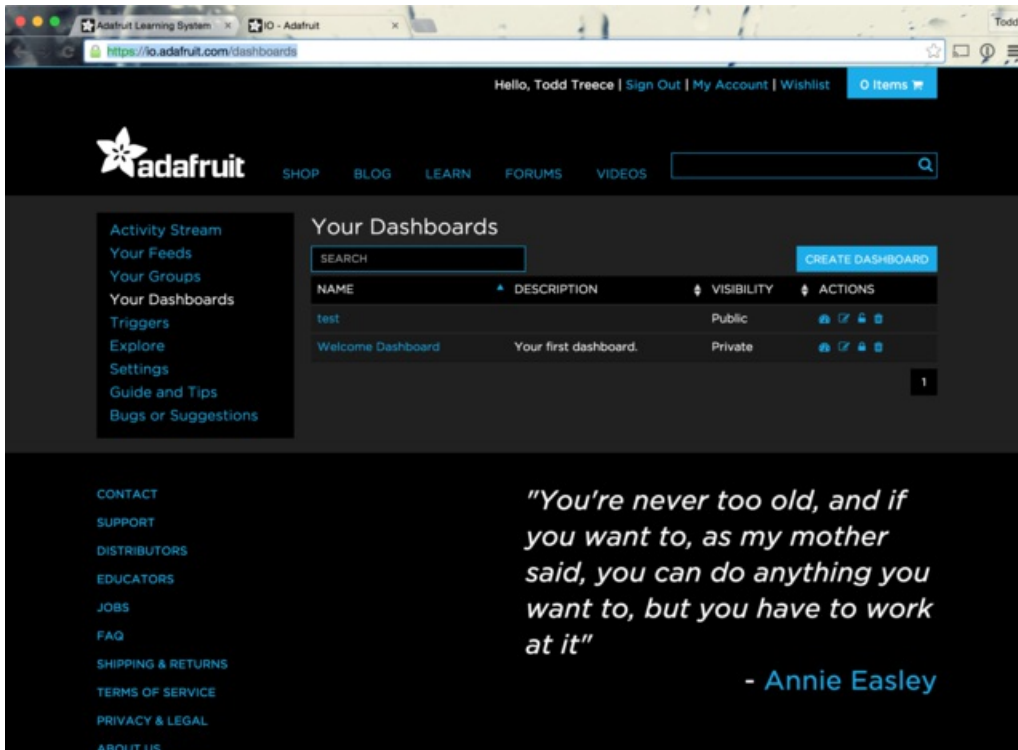 Adafruit Learning System
IO - Adafruit
Todd
https://io.adafruit.com/dashboards
Hello, Todd Treece | Sign Out | My Account | Wishlist
0 Items
adafruit
SHOP
BLOG
LEARN
FORUMS
VIDEOS
Activity Stream
Your Feeds
Your Groups
Your Dashboards
Triggers
Explore
Settings
Guide and Tips
Bugs or Suggestions
Your Dashboards
SEARCH
CREATE DASHBOARD
NAME DESCRIPTION VISIBILITY ACTIONS
test Public
Welcome Dashboard Your first dashboard. Private
1
CONTACT
SUPPORT
DISTRIBUTORS
EDUCATORS
JOBS
FAQ
SHIPPING & RETURNS
TERMS OF SERVICE
PRIVACY & LEGAL
ABOUT US
"You're never too old, and if
you want to, as my mother
said, you can do anything you
want to, but you have to work
at it"
- Annie Easley